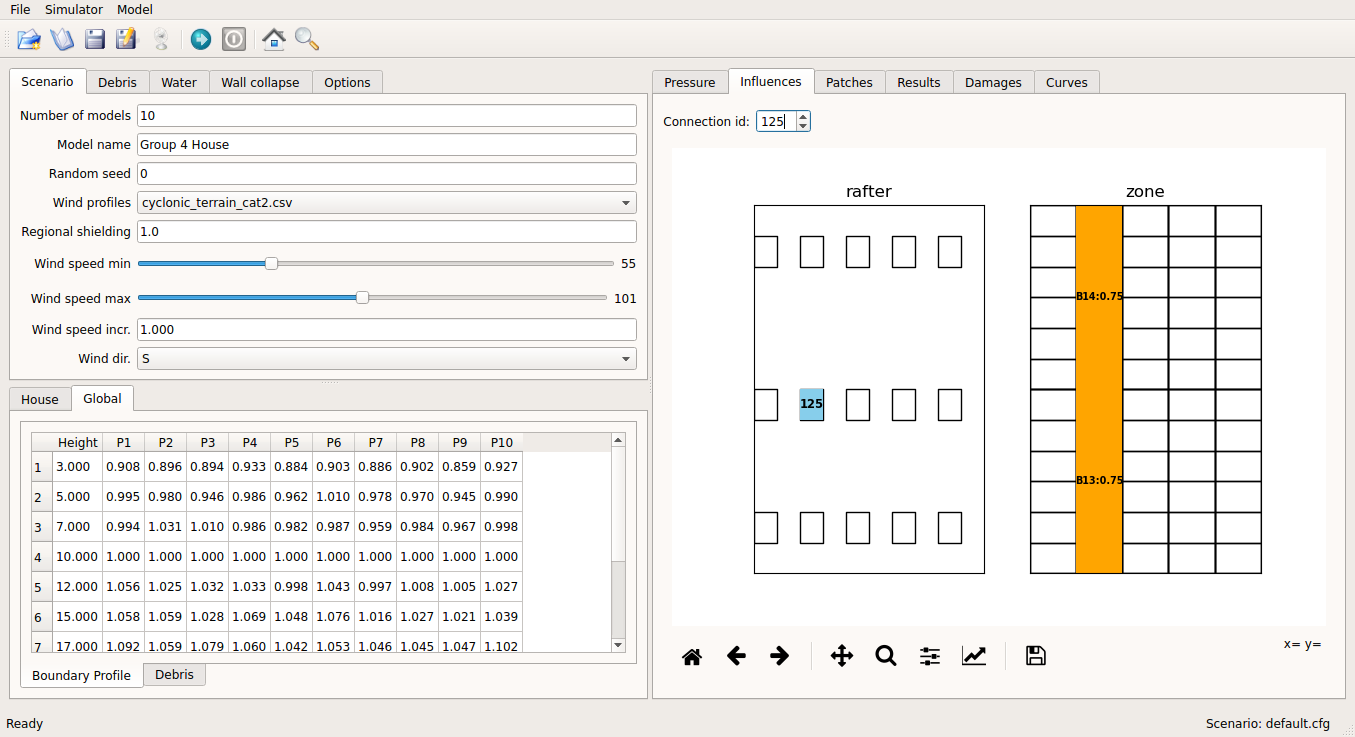 File Simulator Model
Scenario Debris Water Wall collapse Options
Number of models 10
Model name Group 4 House
Random seed 0
Wind profiles cyclonic_terrain_cat2.csv
Regional shielding 1.0
Wind speed min 55
Wind speed max 101
Wind speed incr. 1.000
Wind dir. S
House Global
Height P1 P2 P3 P4 P5 P6 P7 P8 P9 P10
1 3.000 0.908 0.896 0.894 0.933 0.884 0.903 0.886 0.902 0.859 0.927
2 5.000 0.995 0.980 0.946 0.986 0.962 1.010 0.978 0.970 0.945 0.990
3 7.000 0.994 1.031 1.010 0.986 0.982 0.987 0.959 0.984 0.967 0.998
4 10.000 1.000 1.000 1.000 1.000 1.000 1.000 1.000 1.000 1.000 1.000
5 12.000 1.056 1.025 1.032 1.033 0.998 1.043 0.997 1.008 1.005 1.027
6 15.000 1.058 1.059 1.028 1.069 1.048 1.076 1.016 1.027 1.021 1.039
7 17.000 1.092 1.059 1.079 1.060 1.042 1.053 1.046 1.045 1.047 1.102
Boundary Profile Debris
Pressure Influences Patches Results Damages Curves
Connection id: 125
rafter
125
zone
B14:0.75
B13:0.75
x= y=
Ready
Scenario: default.cfg